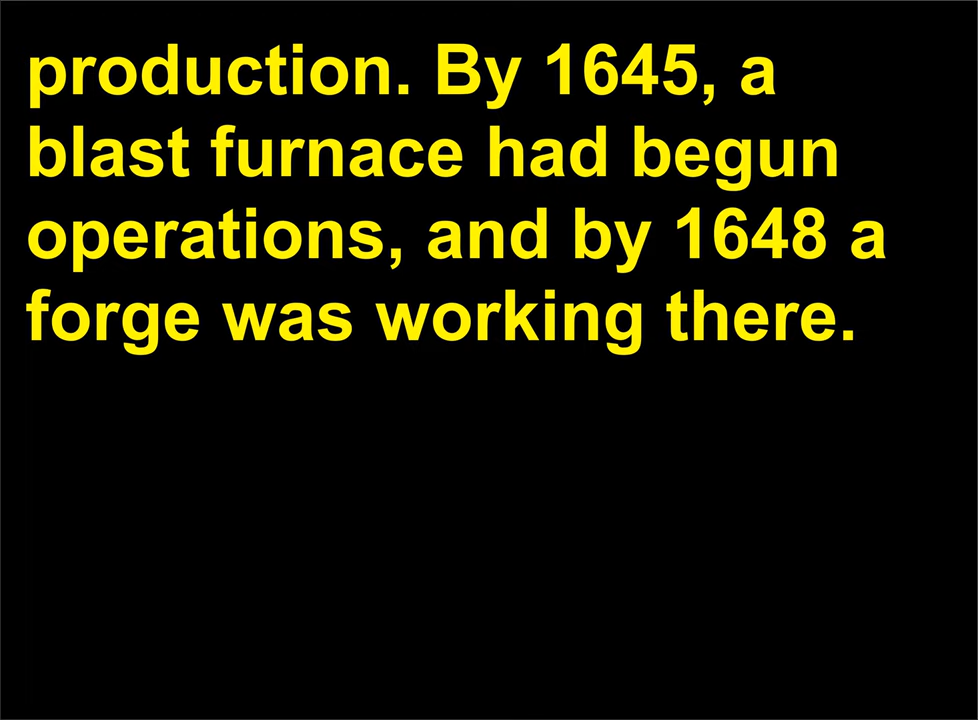 production. By 1645, a
blast furnace had begun
operations, and by 1648 a
forge was working there.